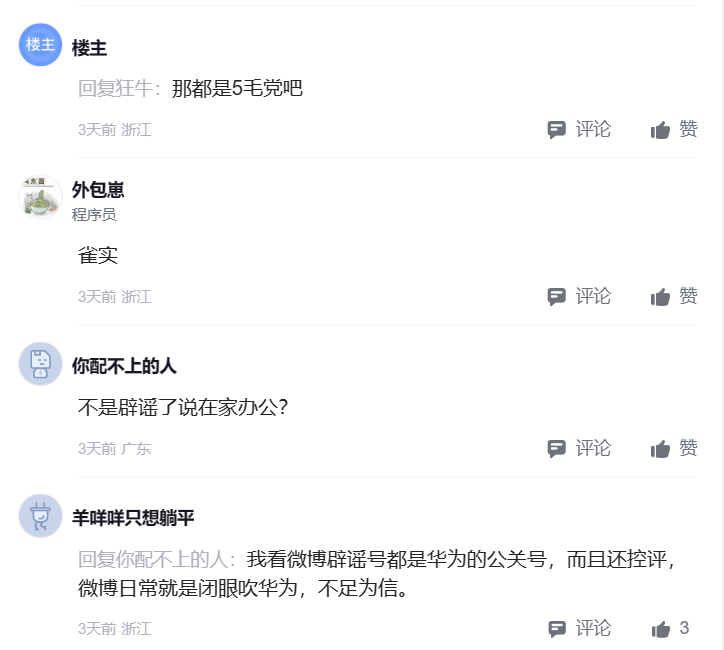 楼主
楼主
回复狂牛：那都是5毛党吧
3天前 浙江
评论
赞
外包崽
程序员
雀实
3天前 浙江
评论
赞
你配不上的人
不是辟谣了说在家办公？
3天前 广东
评论
赞
羊咩咩只想躺平
回复你配不上的人：我看微博辟谣号都是华为的公关号，而且还控评，
微博日常就是闭眼吹华为，不足为信。
3天前 浙江
评论
3